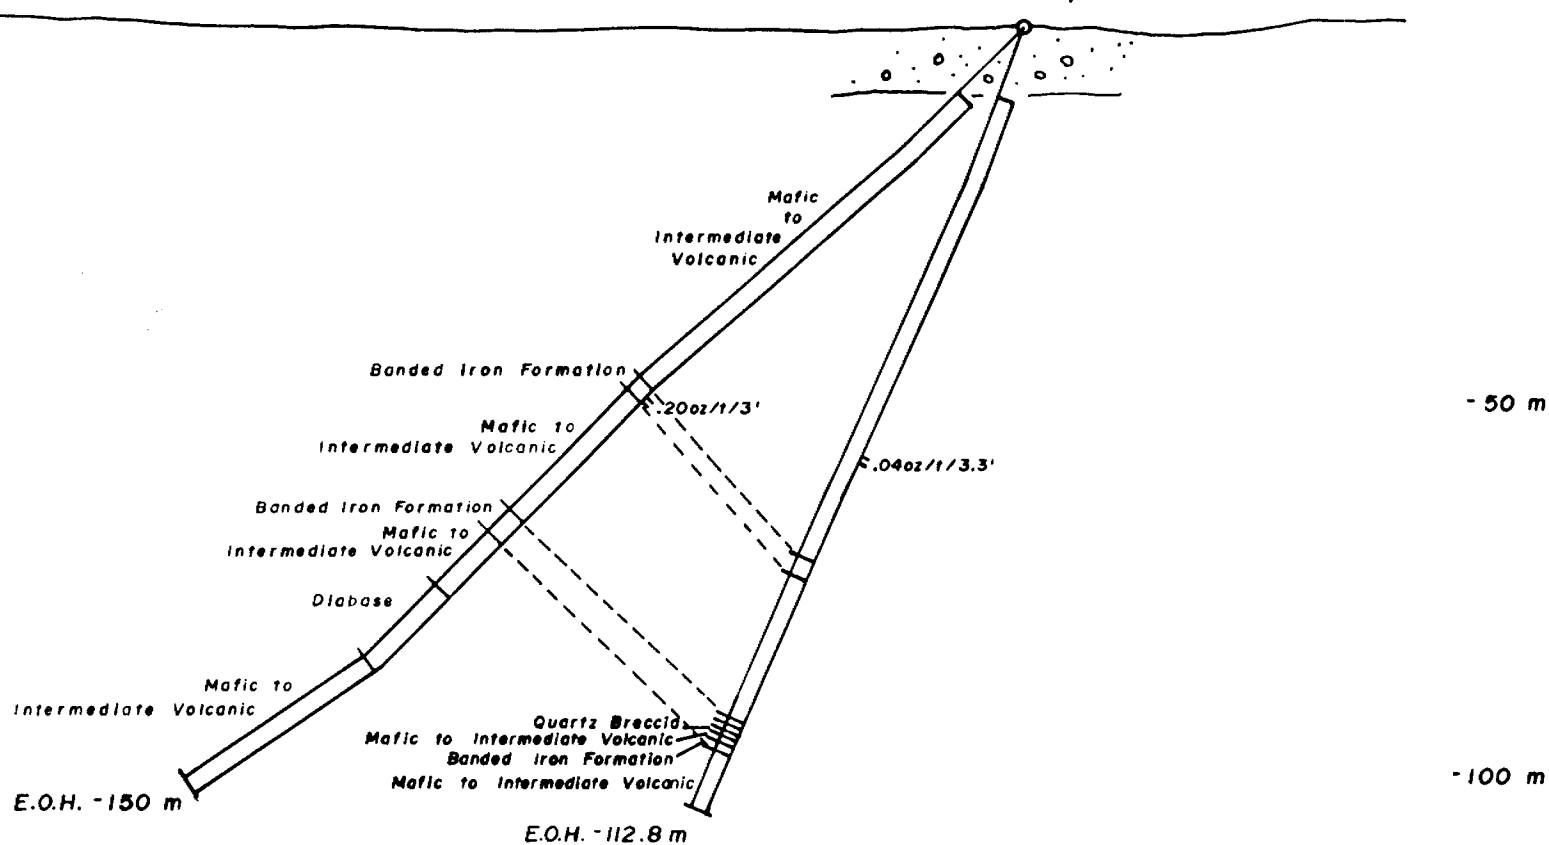 Mafic
to
Intermediate
Volcanic
Banded Iron Formation
.20oz/t/3'
- 50 m
Mafic to
Intermediate Volcanic
.04oz/t/3.3'
Banded Iron Formation
Mafic to
Intermediate Volcanic
Diabase
Mafic to
Intermediate Volcanic
Quartz Breccia
Mafic to Intermediate Volcanic
Banded Iron Formation
Mafic to Intermediate Volcanic
-100 m
E.O.H. -150 m
E.O.H. -112.8 m